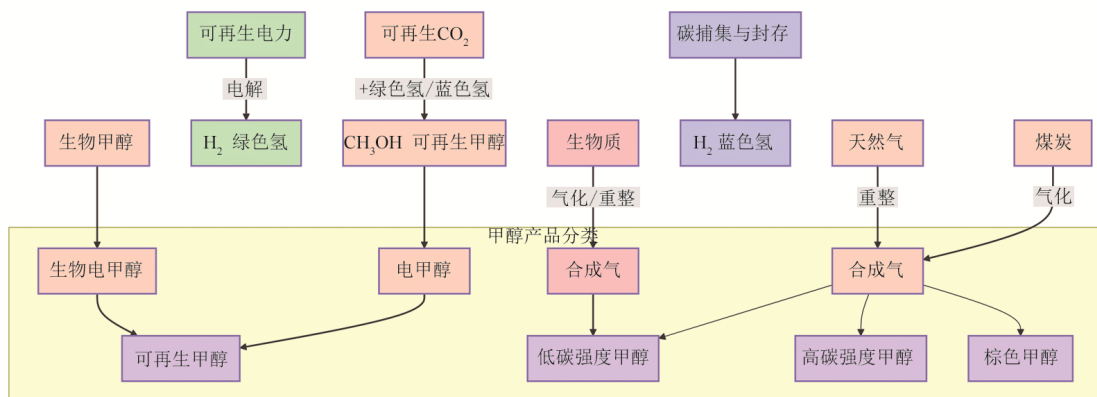 可再生电力
可再生CO₂
碳捕集与封存
电解
+绿色氢/蓝色氢
生物甲醇
H₂ 绿色氢
CH₃OH 可再生甲醇
生物质
H₂ 蓝色氢
天然气
煤炭
气化/重整
重整
气化
甲醇产品分类
生物电甲醇
电甲醇
合成气
合成气
可再生甲醇
低碳强度甲醇
高碳强度甲醇
棕色甲醇